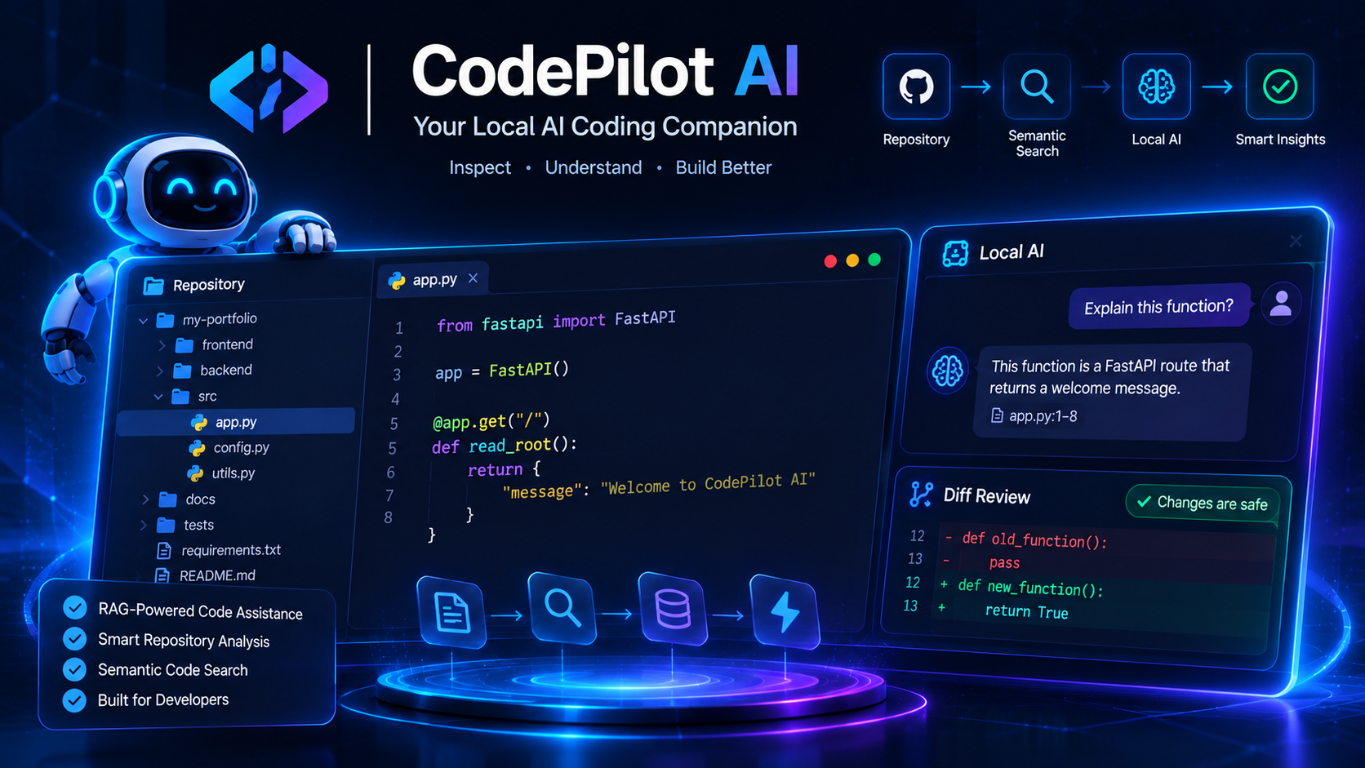 CodePilot AI
Your Local AI Coding Companion
Inspect • Understand • Build Better
Repository
Semantic
Search
Local AI
Smart Insights
Repository
my-portfolio
frontend
backend
src
app.py
config.py
utils.py
docs
tests
requirements.txt
README.md
app.py ×
1 from fastapi import FastAPI
2
3 app = FastAPI()
4
5 @app.get("/")
5 def read_root():
6 return {
7 "message": "Welcome to CodePilot AI"
8 }
}
Local AI
Explain this function?
This function is a FastAPI route that
returns a welcome message.
app.py:1–8
Diff Review
Changes are safe
12 - def old_function():
13 - pass
12 + def new_function():
13 + return True
RAG-Powered Code Assistance
Smart Repository Analysis
Semantic Code Search
Built for Developers